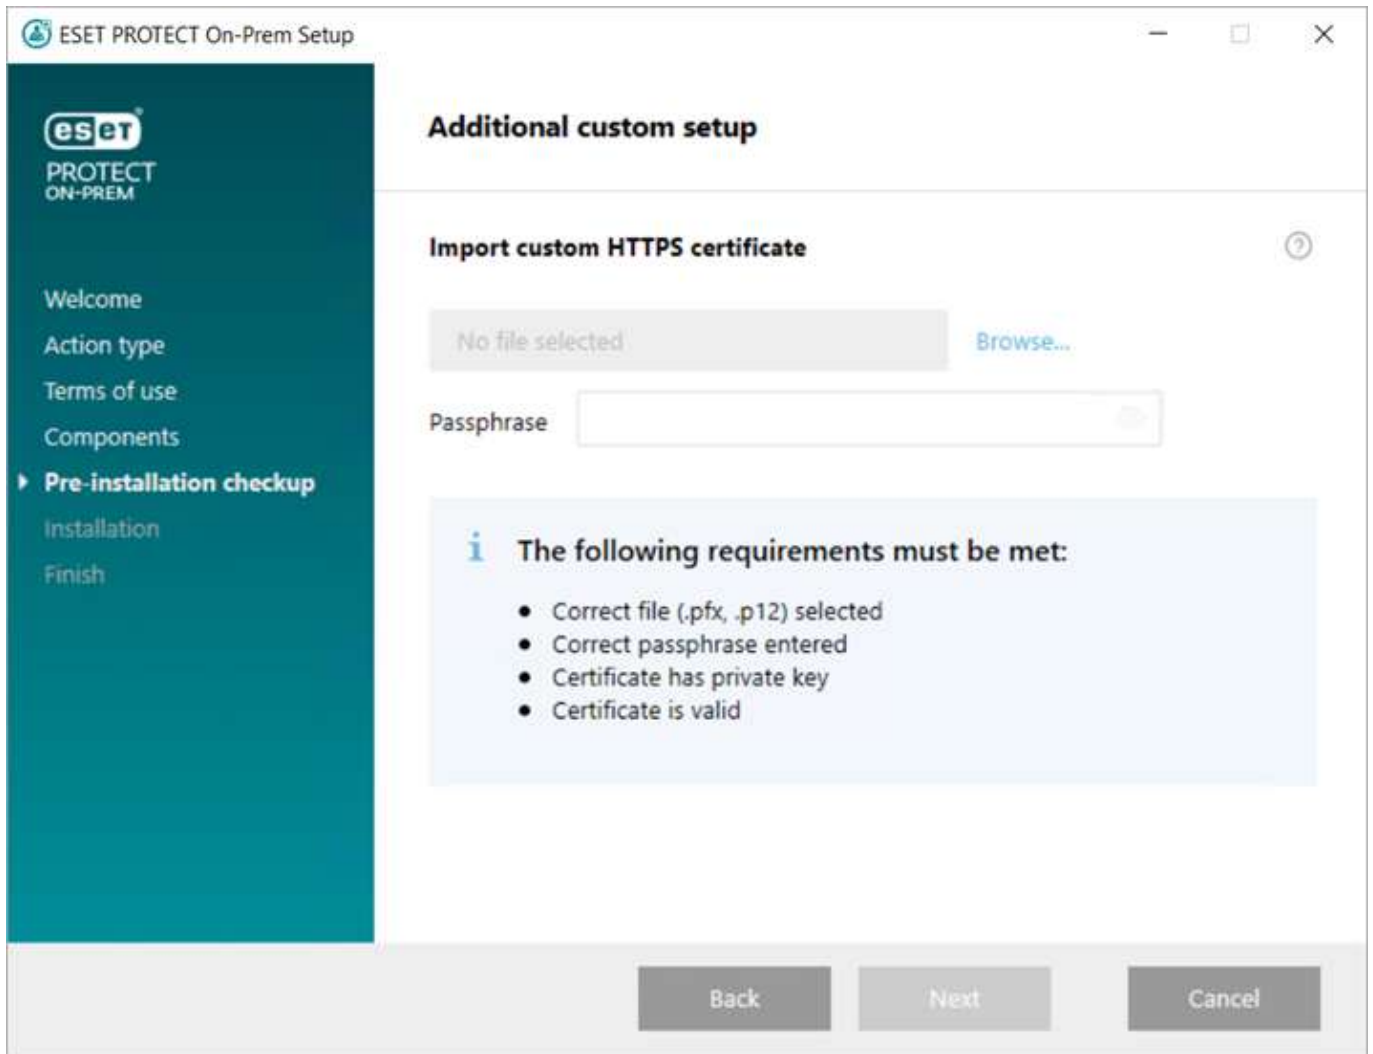 ESET PROTECT On-Prem Setup
eseT
PROTECT
ON-PREM
Welcome
Action type
Terms of use
Components
Pre-installation checkup
Installation
Finish
Additional custom setup
Import custom HTTPS certificate
No file selected Browse...
Passphrase
The following requirements must be met:
Correct file (.pfx, .p12) selected
Correct passphrase entered
Certificate has private key
Certificate is valid
Back Next Cancel